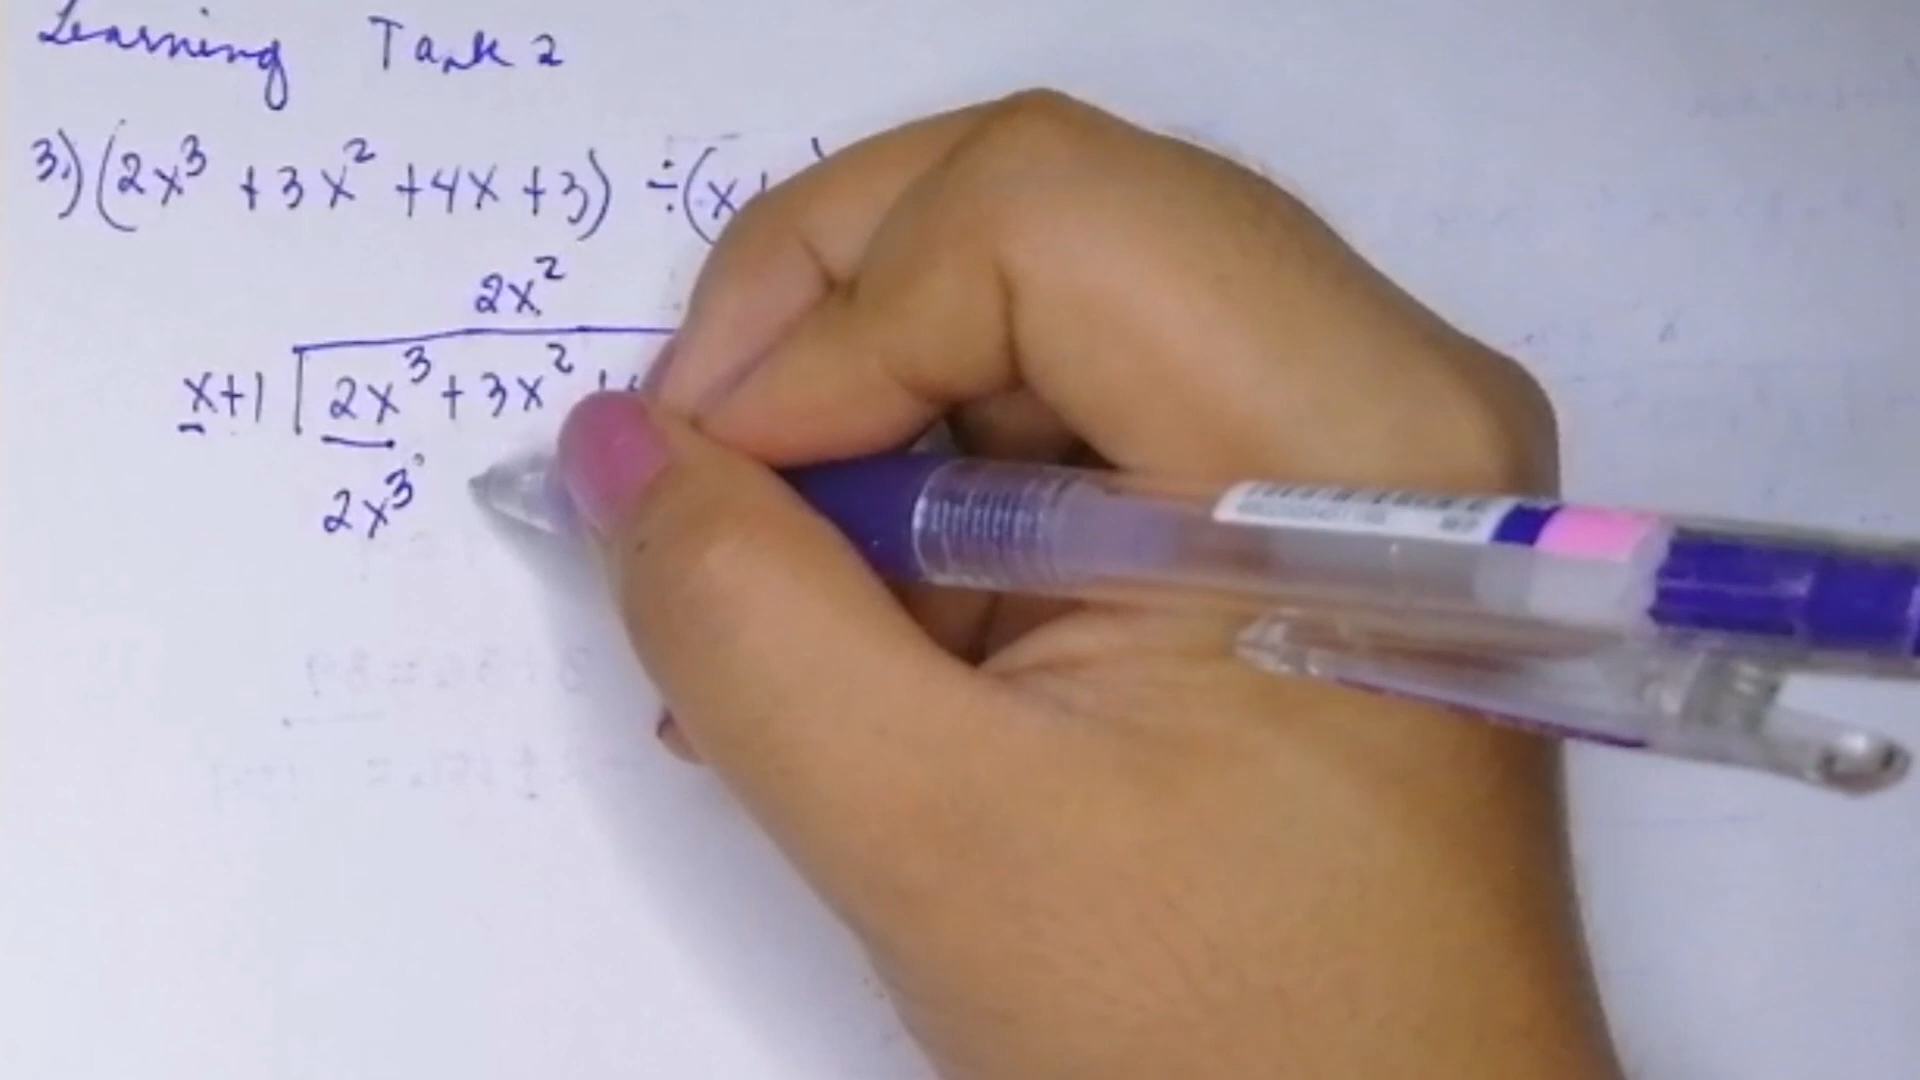 Learning Task 2
3.) (2x³ + 3x² + 4x + 3) ÷ (x+
2x²
x+1 2x³ + 3x² +
2x³